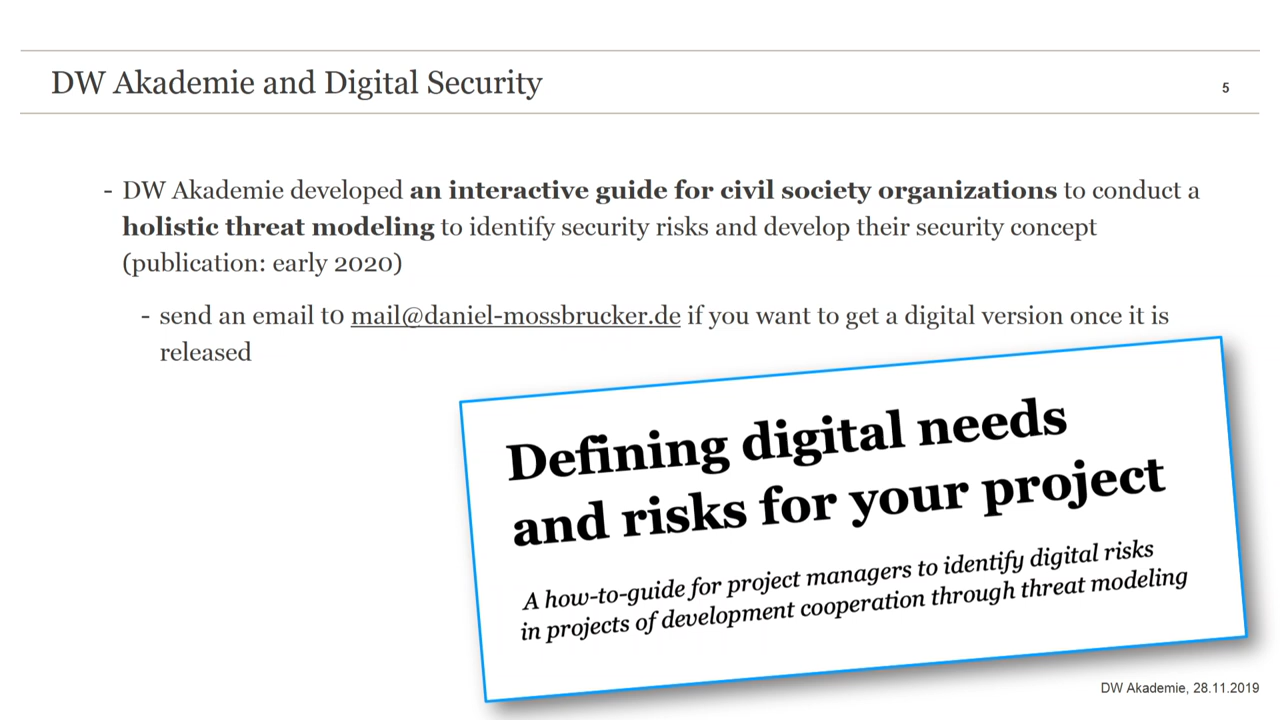 DW Akademie and Digital Security
5
- DW Akademie developed an interactive guide for civil society organizations to conduct a
holistic threat modeling to identify security risks and develop their security concept
(publication: early 2020)
- send an email t0 mail@daniel-mossbrucker.de if you want to get a digital version once it is
released
Defining digital needs
and risks for your project
A how-to-guide for project managers to identify digital risks
in projects of development cooperation through threat modeling
DW Akademie, 28.11.2019